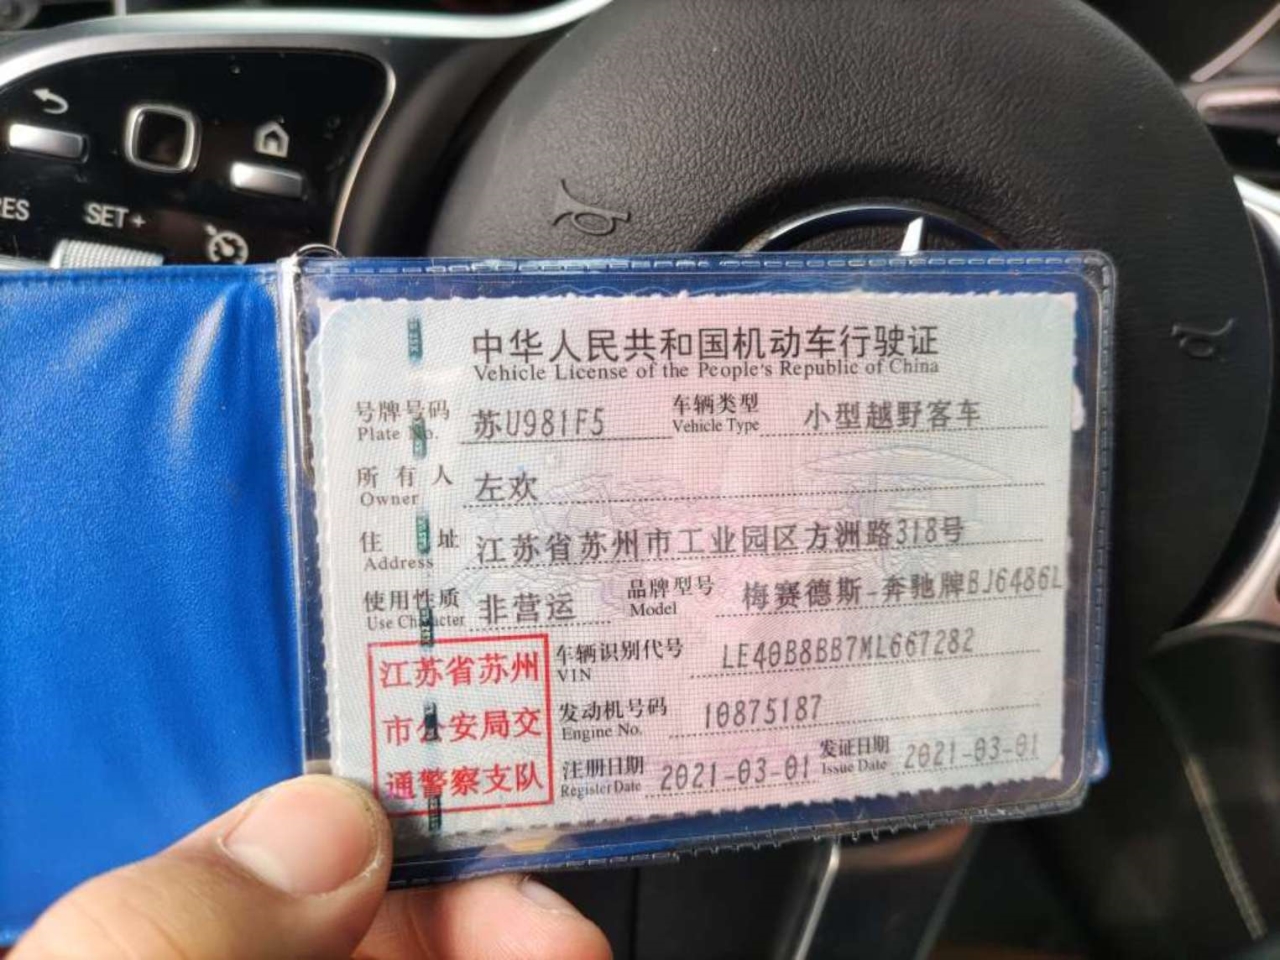 RES
SET +
中华人民共和国机动车行驶证
Vehicle License of the People's Republic of China
号牌号码 苏U981F5 车辆类型 小型越野客车
Plate No. Vehicle Type
所有人 左欢
Owner
住址 江苏省苏州市工业园区方洲路318号
Address
使用性质 非营运 品牌型号 梅赛德斯-奔驰牌BJ6486L
Use Character Model
江苏省苏州
市公安局交
通警察支队
车辆识别代号 LE40B8BB7ML667282
VIN
发动机号码 10875187
Engine No.
注册日期 2021-03-01 发证日期 2021-03-01
Register Date Issue Date